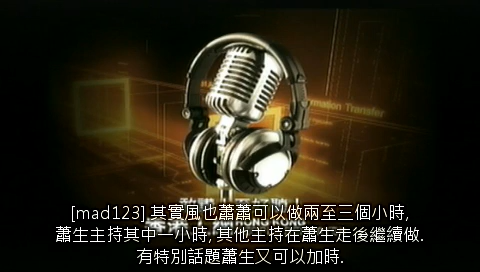 rmation Transfer
[mad123] 其實風也蕭蕭可以做兩至三個小時,
蕭生主持其中一小時; 其他主持在蕭生走後繼續做.
有特別話題蕭生又可以加時.